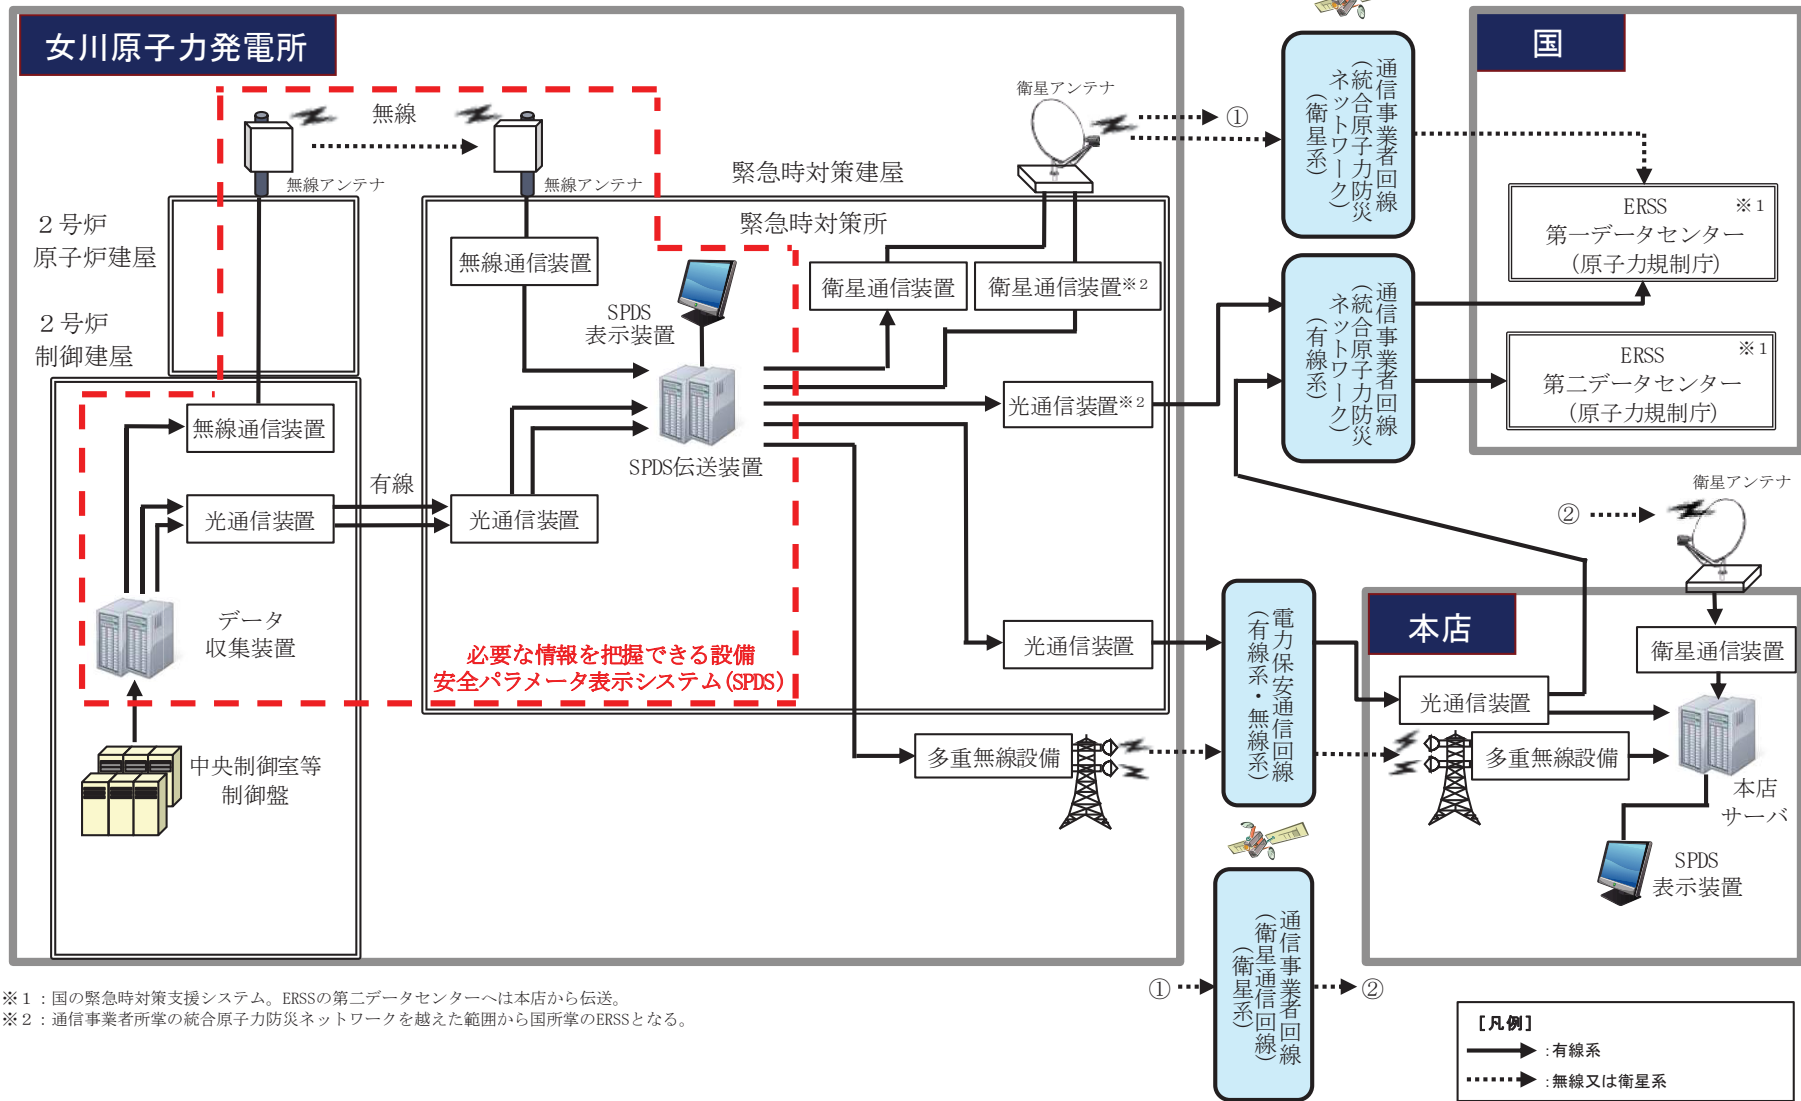 女川原子力発電所
無線
無線アンテナ
無線アンテナ
衛星アンテナ
①
緊急時対策建屋
緊急時対策所
2号炉
原子炉建屋
2号炉
制御建屋
無線通信装置
SPDS
表示装置
衛星通信装置
衛星通信装置※2
無線通信装置
SPDS伝送装置
光通信装置※2
有線
光通信装置
光通信装置
データ
収集装置
必要な情報を把握できる設備
安全パラメータ表示システム(SPDS)
光通信装置
中央制御室等
制御盤
多重無線設備
通信事業者回線
(統合原子力防災
ネットワーク)
(衛星系)
通信事業者回線
(統合原子力防災
ネットワーク)
(有線系)
国
ERSS ※1
第一データセンター
(原子力規制庁)
ERSS ※1
第二データセンター
(原子力規制庁)
衛星アンテナ
②
電力保安通信回線
(有線系・無線系)
本店
衛星通信装置
光通信装置
多重無線設備
本店
サーバ
SPDS
表示装置
①
通信事業者回線
(衛星通信回線)
(衛星系)
②
※1：国の緊急時対策支援システム。ERSSの第二データセンターへは本店から伝送。
※2：通信事業者所掌の統合原子力防災ネットワークを越えた範囲から国所掌のERSSとなる。
[凡例]
:有線系
:無線又は衛星系